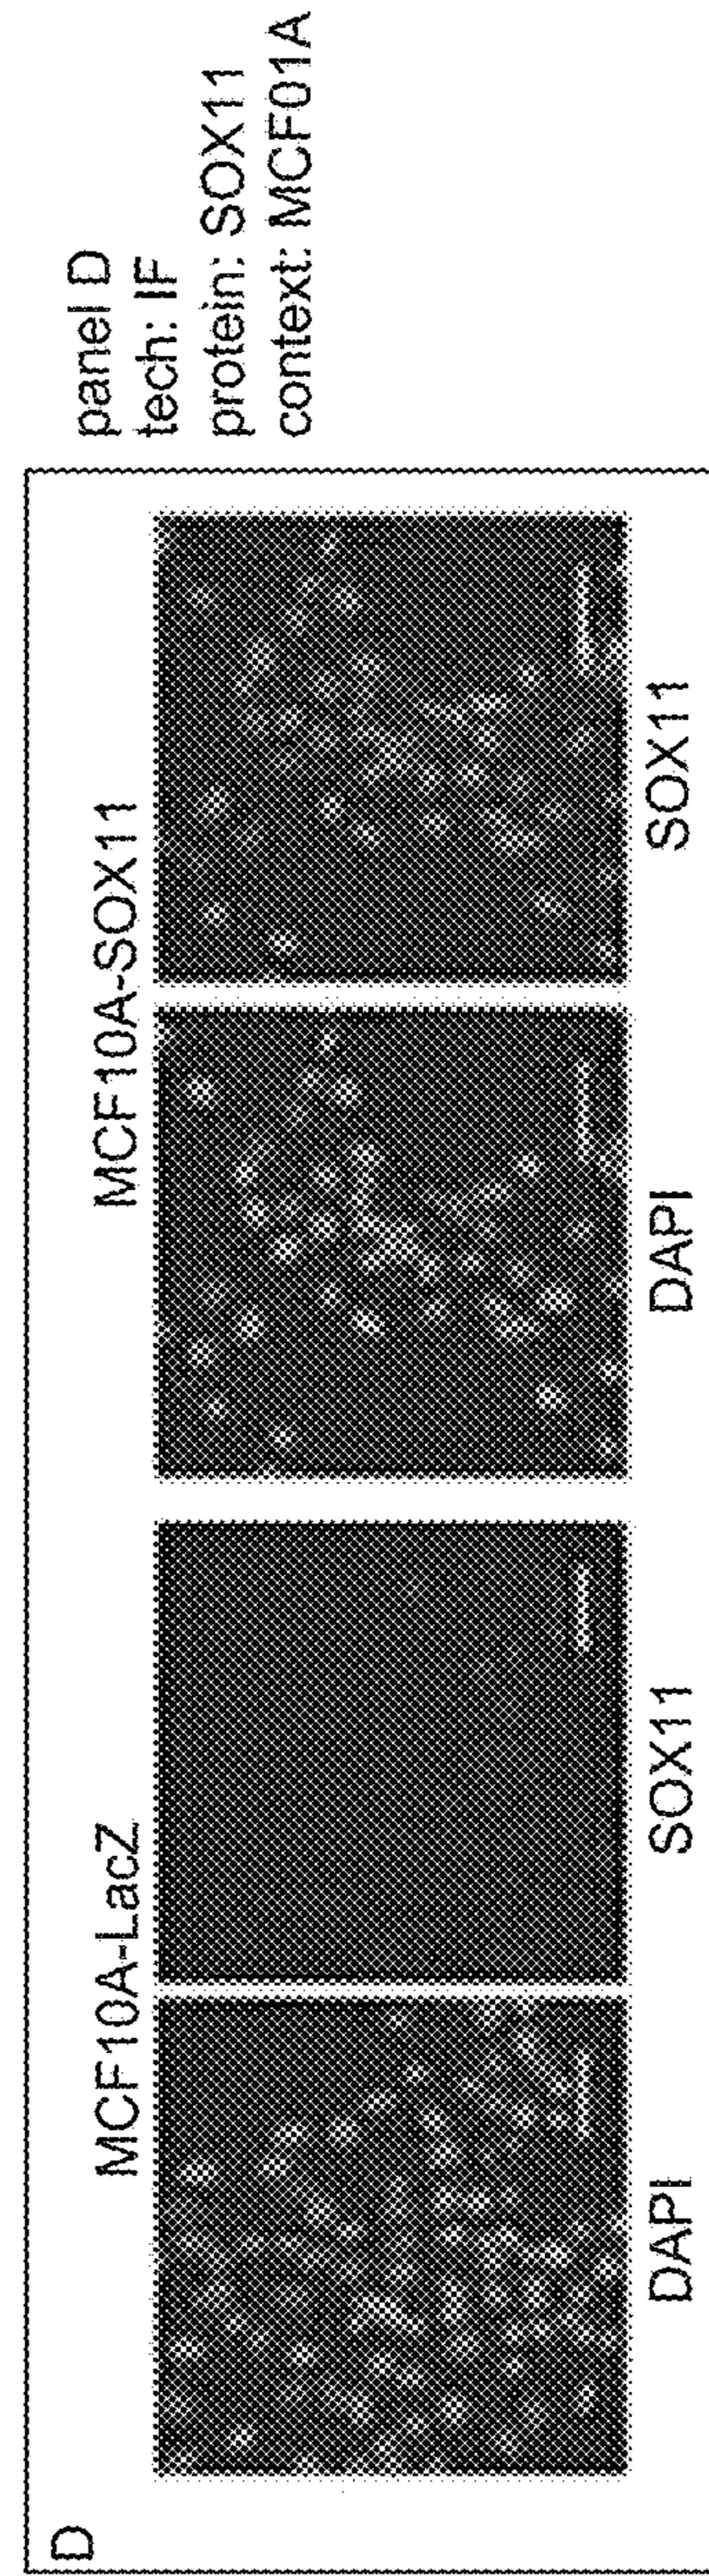 D
MCF10A-LacZ
MCF10A-SOX11
DAPI
SOX11
DAPI
SOX11
panel D
tech: IF
protein: SOX11
context: MCF01A